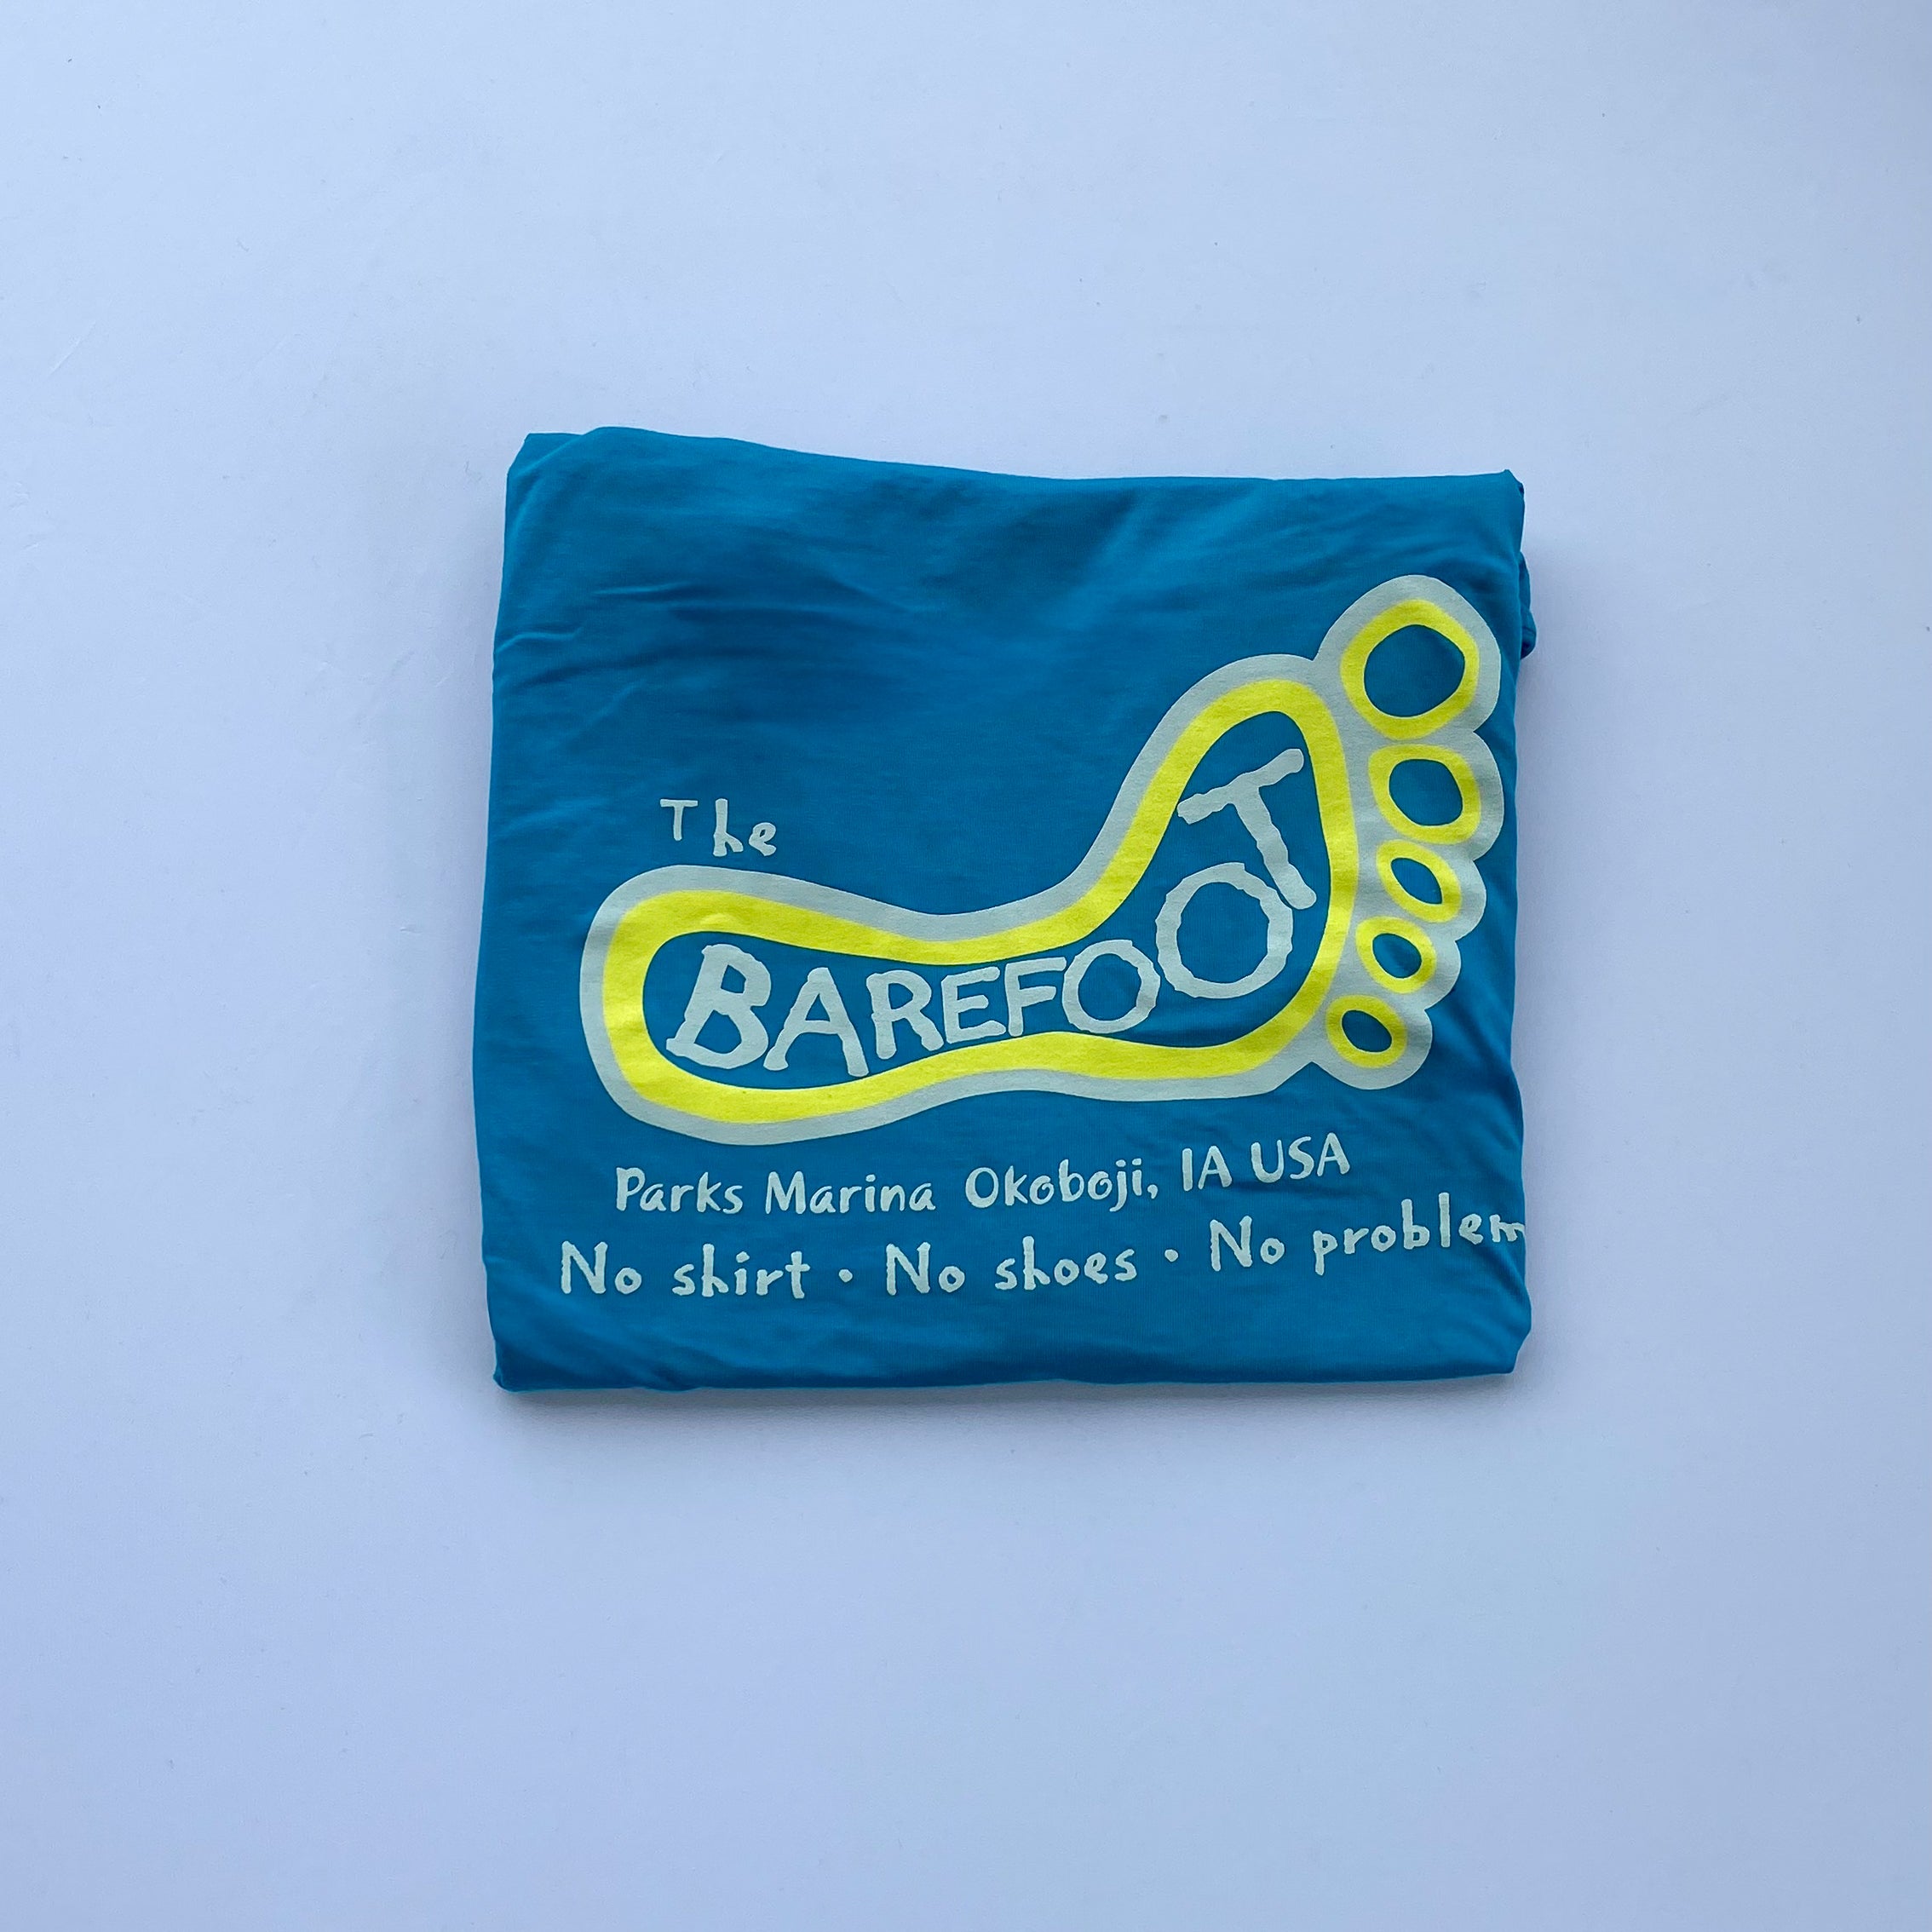 The
BAREFOOT
Parks Marina Okoboji, IA USA
No shirt · No shoes · No problem